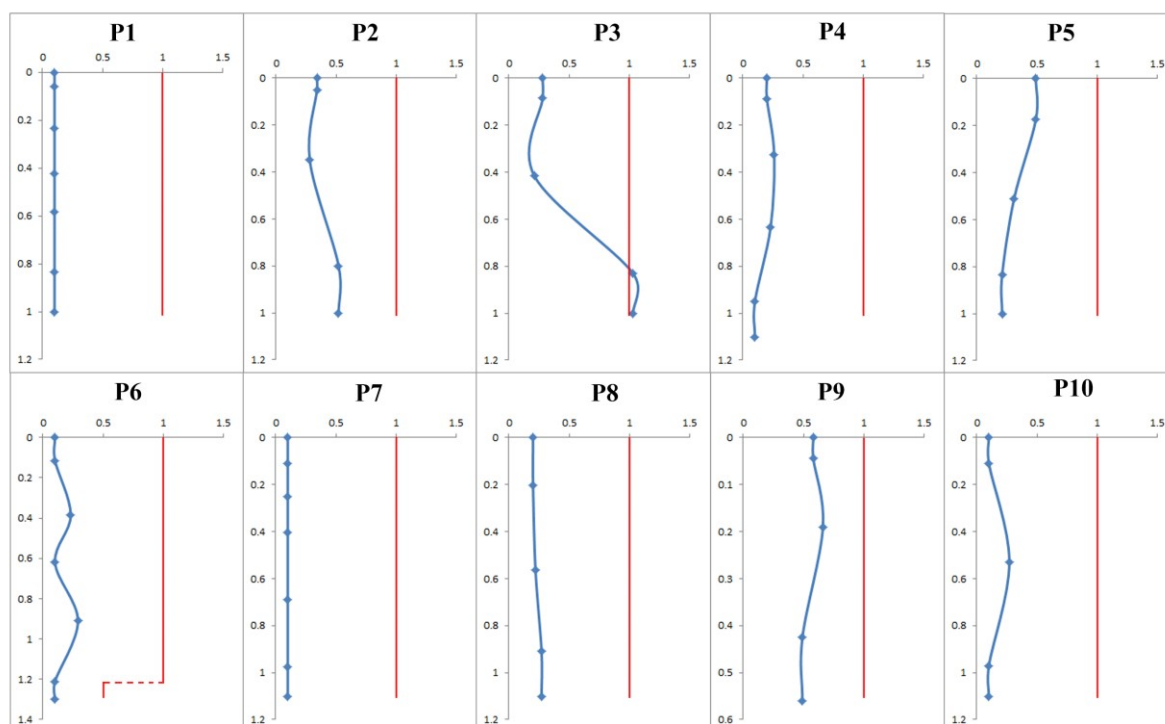 P1 P2 P3 P4 P5
0 0.5 1 1.5 0 0.5 1 1.5 0 0.5 1 1.5 0 0.5 1 1.5 0 0.5 1 1.5
0 0 0 0 0
0.2 0.2 0.2 0.2 0.2
0.4 0.4 0.4 0.4 0.4
0.6 0.6 0.6 0.6 0.6
0.8 0.8 0.8 0.8 0.8
1 1 1 1 1
1.2 1.2 1.2 1.2 1.2
P6 P7 P8 P9 P10
0 0.5 1 1.5 0 0.5 1 1.5 0 0.5 1 1.5 0 0.5 1 1.5 0 0.5 1 1.5
0 0 0 0 0
0.2 0.2 0.2 0.1 0.2
0.4 0.4 0.4 0.2 0.4
0.6 0.6 0.6 0.3 0.6
0.8 0.8 0.8 0.4 0.8
1 1 1 0.5 1
1.2 1.2 1.2 0.6 1.2
1.4